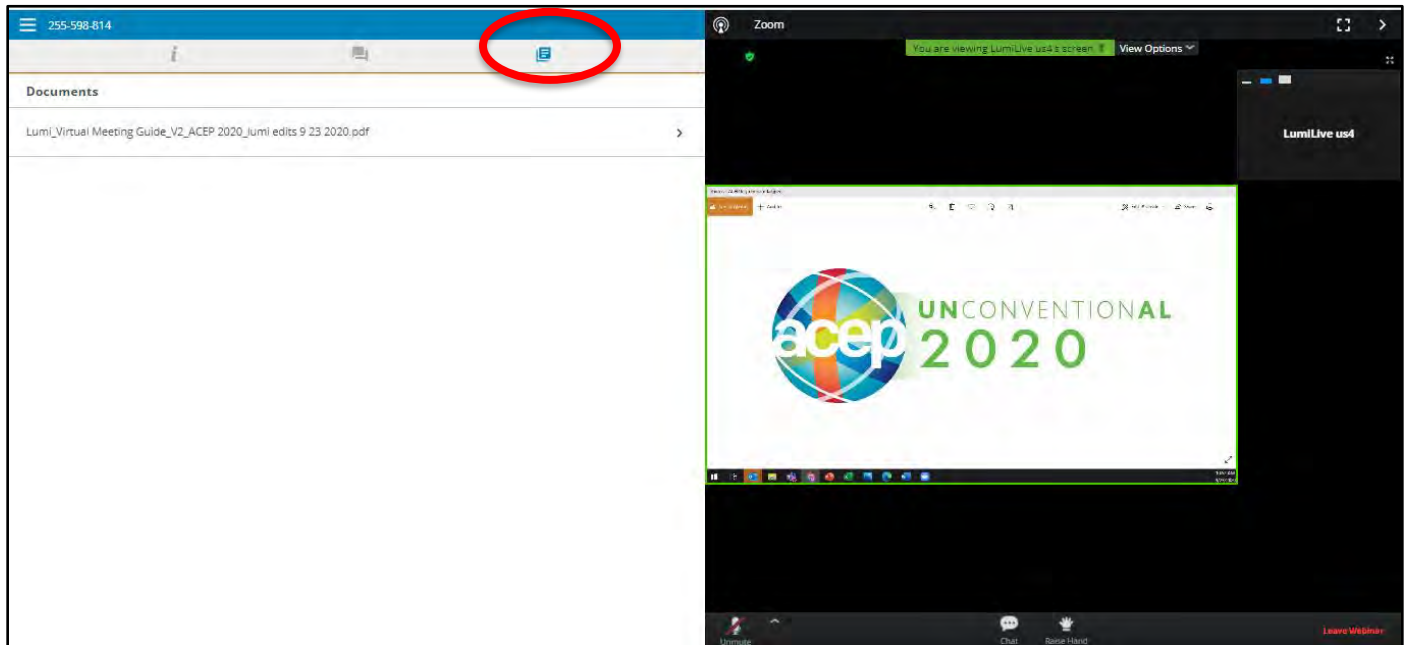 255-598-814
i
Documents
Lumi_Virtual Meeting Guide_V2_ACEP 2020_lumi edits 9 23 2020.pdf
Zoom
You are viewing LumiLive us4's screen
View Options
LumiLive us4
acep
UNCONVENTIONAL
2020
Unmute
Chat
Raise Hand
Leave Webinar